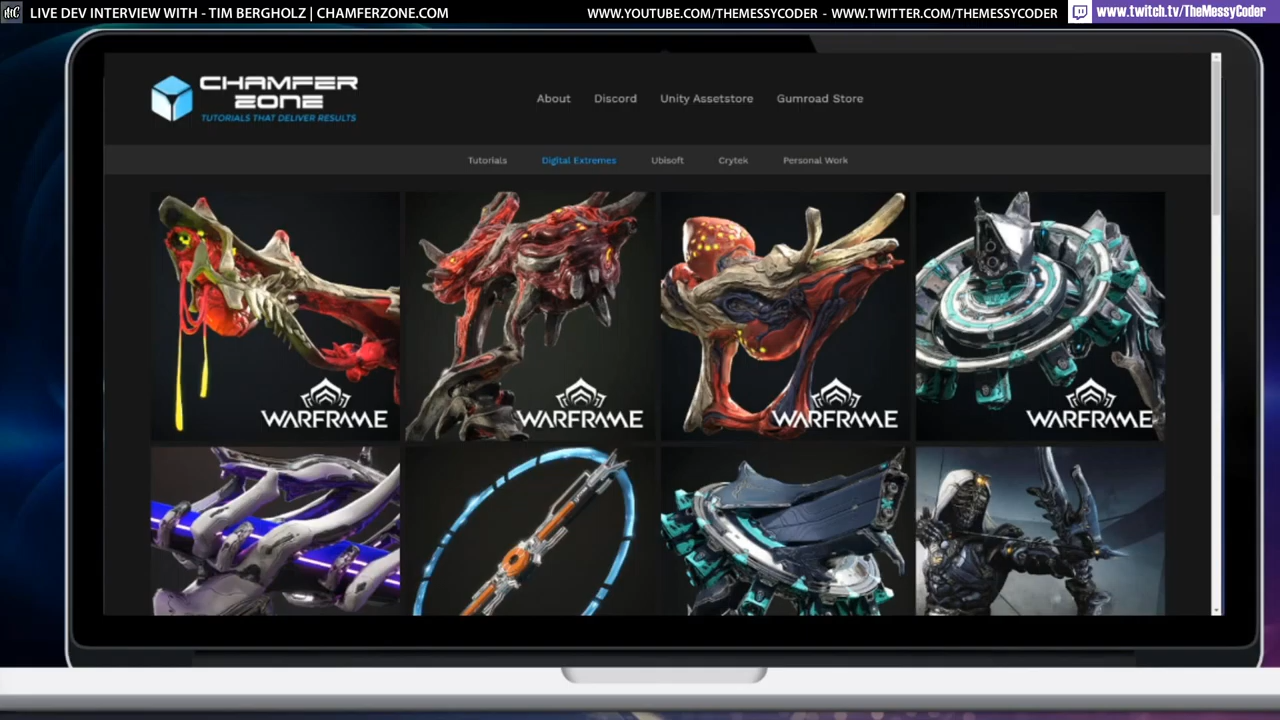 LIVE DEV INTERVIEW WITH - TIM BERGHOLZ | CHAMFERZONE.COM
WWW.YOUTUBE.COM/THEMESSYCODER - WWW.TWITTER.COM/THEMESSYCODER
www.twitch.tv/TheMessyCoder
CHAMFER
ZONE
TUTORIALS THAT DELIVER RESULTS
About Discord Unity Assetstore Gumroad Store
Tutorials Digital Extremes Ubisoft Crytek Personal Work
WARFRAME
WARFRAME
WARFRAME
WARFRAME